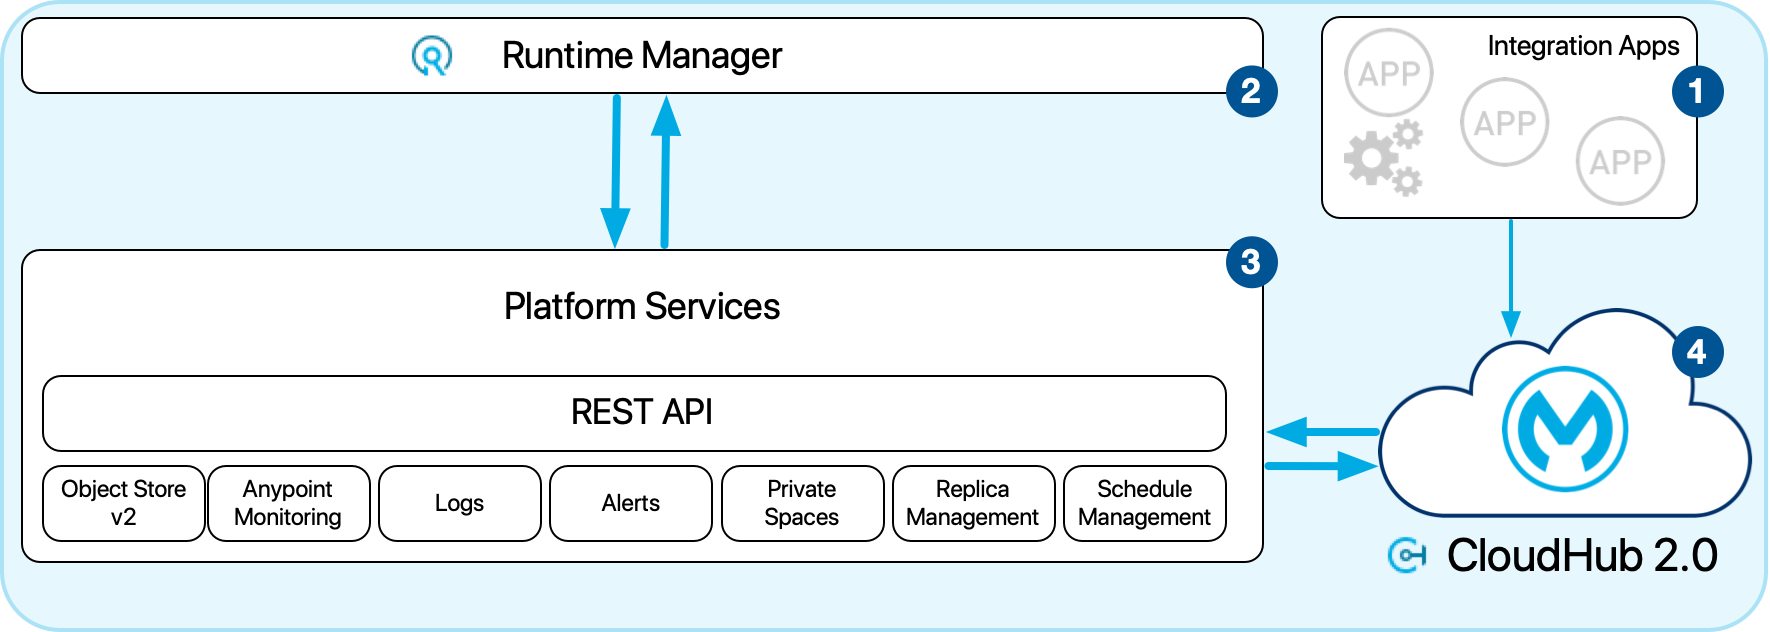 Runtime Manager
2
Integration Apps
1
APP
APP
APP
Platform Services
3
REST API
Object Store
v2
Anypoint
Monitoring
Logs
Alerts
Private
Spaces
Replica
Management
Schedule
Management
4
CloudHub 2.0